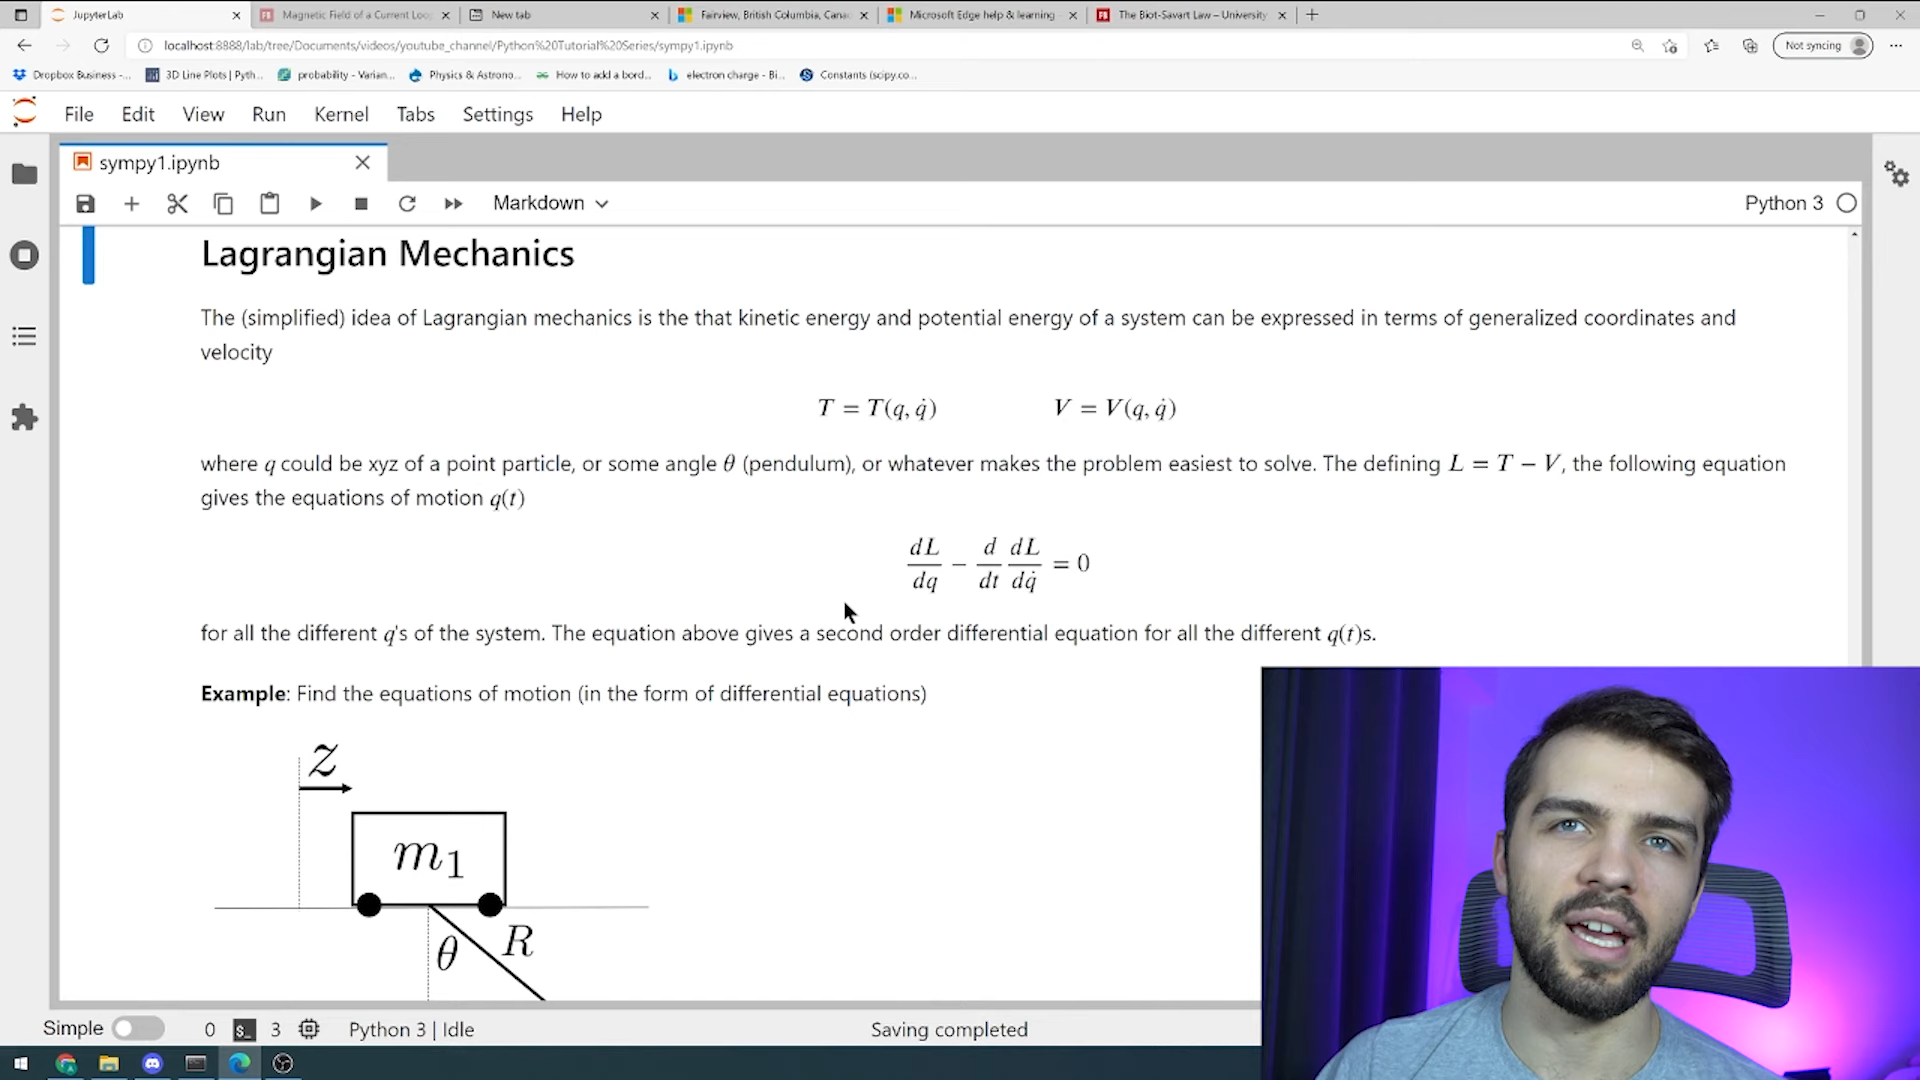 JupyterLab
Magnetic Field of a Current Loo
New tab
Fairview, British Columbia, Cana
Microsoft Edge help & learning
The Biot-Savart Law – University
localhost:8888/lab/tree/Documents/videos/youtube_channel/Python%20Tutorial%20Series/sympy1.ipynb
Not syncing
Dropbox Business -...
3D Line Plots | Pyth...
probability - Varian...
Physics & Astrono...
How to add a bord...
electron charge - Bi...
Constants (scipy.co...
File
Edit
View
Run
Kernel
Tabs
Settings
Help
sympy1.ipynb
Markdown
Python 3
Lagrangian Mechanics
The (simplified) idea of Lagrangian mechanics is the that kinetic energy and potential energy of a system can be expressed in terms of generalized coordinates and
velocity
T = T(q, q̇) V = V(q, q̇)
where q could be xyz of a point particle, or some angle θ (pendulum), or whatever makes the problem easiest to solve. The defining L = T − V, the following equation
gives the equations of motion q(t)
dL/dq − d/dt dL/dq̇ = 0
for all the different q's of the system. The equation above gives a second order differential equation for all the different q(t)s.
Example: Find the equations of motion (in the form of differential equations)
z
m₁
θ
R
Simple
0
$_
3
Python 3 | Idle
Saving completed